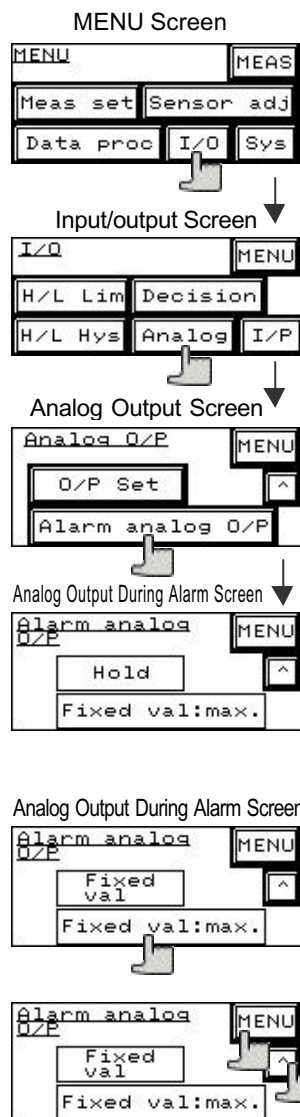 MENU Screen
MENU
MEAS
Meas set Sensor adj
Data proc I/O Sys
Input/output Screen
I/O
MENU
H/L Lim Decision
H/L Hys Analog I/P
Analog Output Screen
Analog O/P
MENU
O/P Set ^
Alarm analog O/P
Analog Output During Alarm Screen
Alarm analog
O/P
MENU
Hold ^
Fixed val:max.
Analog Output During Alarm Screen
Alarm analog
O/P
MENU
Fixed
val
^
Fixed val:max.
Alarm analog
O/P
MENU
Fixed
val
^
Fixed val:max.